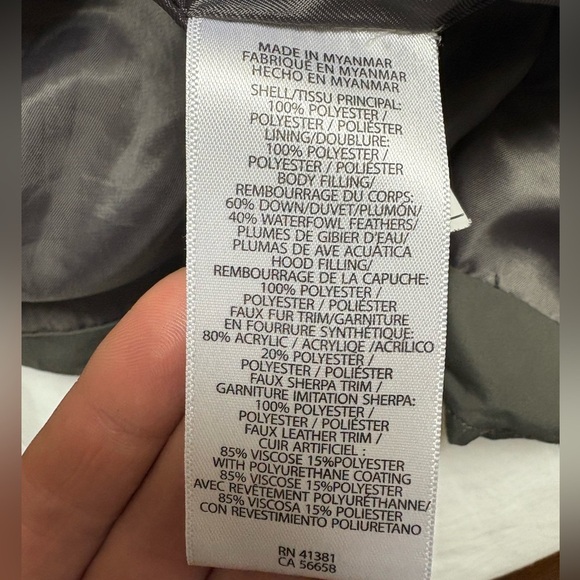 MADE IN MYANMAR
FABRIQUÉ EN MYANMAR
HECHO EN MYANMAR
SHELL/TISSU PRINCIPAL:
100% POLYESTER /
POLYESTER / POLIÉSTER
LINING/DOUBLURE:
100% POLYESTER /
POLYESTER / POLIÉSTER
BODY FILLING/
REMBOURRAGE DU CORPS:
60% DOWN/DUVET/PLUMÓN/
40% WATERFOWL FEATHERS/
PLUMES DE GIBIER D'EAU/
PLUMAS DE AVE ACUÁTICA
HOOD FILLING/
REMBOURRAGE DE LA CAPUCHE:
100% POLYESTER /
POLYESTER / POLIÉSTER
FAUX FUR TRIM/GARNITURE
EN FOURRURE SYNTHÉTIQUE:
80% ACRYLIC / ACRYLIQE /ACRÍLICO
20% POLYESTER /
POLYESTER / POLIÉSTER
FAUX SHERPA TRIM /
GARNITURE IMITATION SHERPA:
100% POLYESTER /
POLYESTER / POLIÉSTER
FAUX LEATHER TRIM /
CUIR ARTIFICIEL :
85% VISCOSE 15%POLYESTER
WITH POLYURETHANE COATING
85% VISCOSE 15% POLYESTER
AVEC REVÊTEMENT POLYURÉTHANNE/
85% VISCOSA 15% POLIÉSTER
CON REVESTIMIENTO POLIURETANO
RN 41381
CA 56658